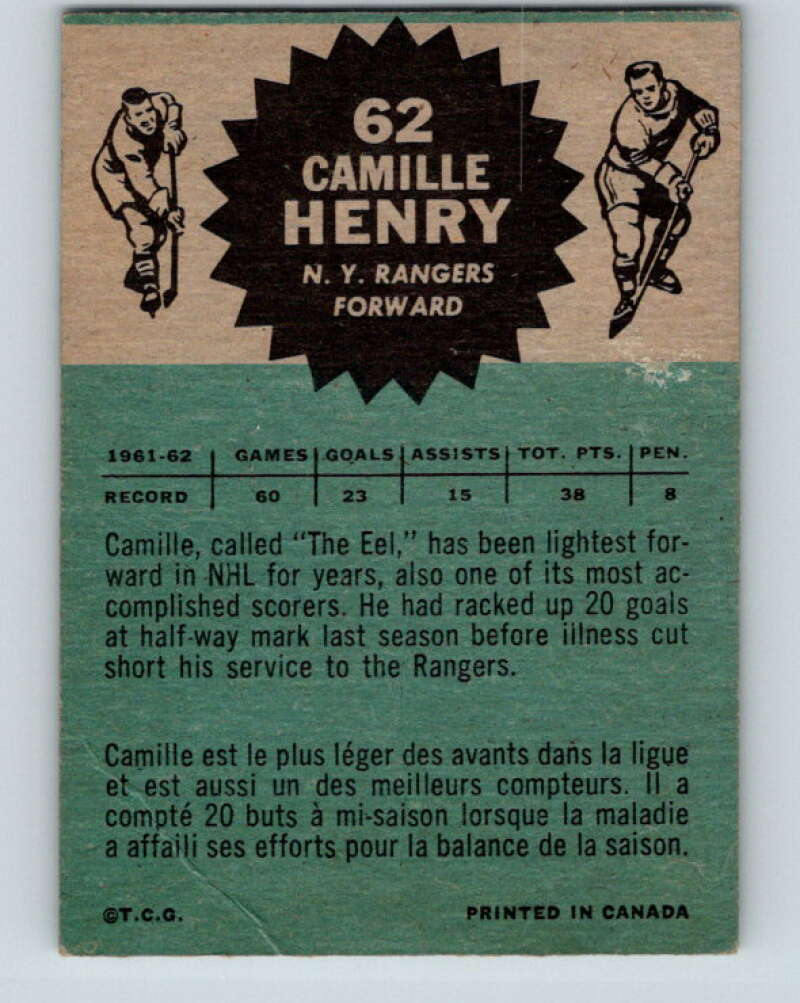 62
CAMILLE
HENRY
N. Y. RANGERS
FORWARD
1961-62 GAMES GOALS ASSISTS TOT. PTS. PEN.
RECORD 60 23 15 38 8
Camille, called "The Eel," has been lightest for-
ward in NHL for years, also one of its most ac-
complished scorers. He had racked up 20 goals
at half-way mark last season before illness cut
short his service to the Rangers.
Camille est le plus léger des avants dans la ligue
et est aussi un des meilleurs compteurs. Il a
compté 20 buts à mi-saison lorsque la maladie
a affaili ses efforts pour la balance de la saison.
©T.C.G. PRINTED IN CANADA